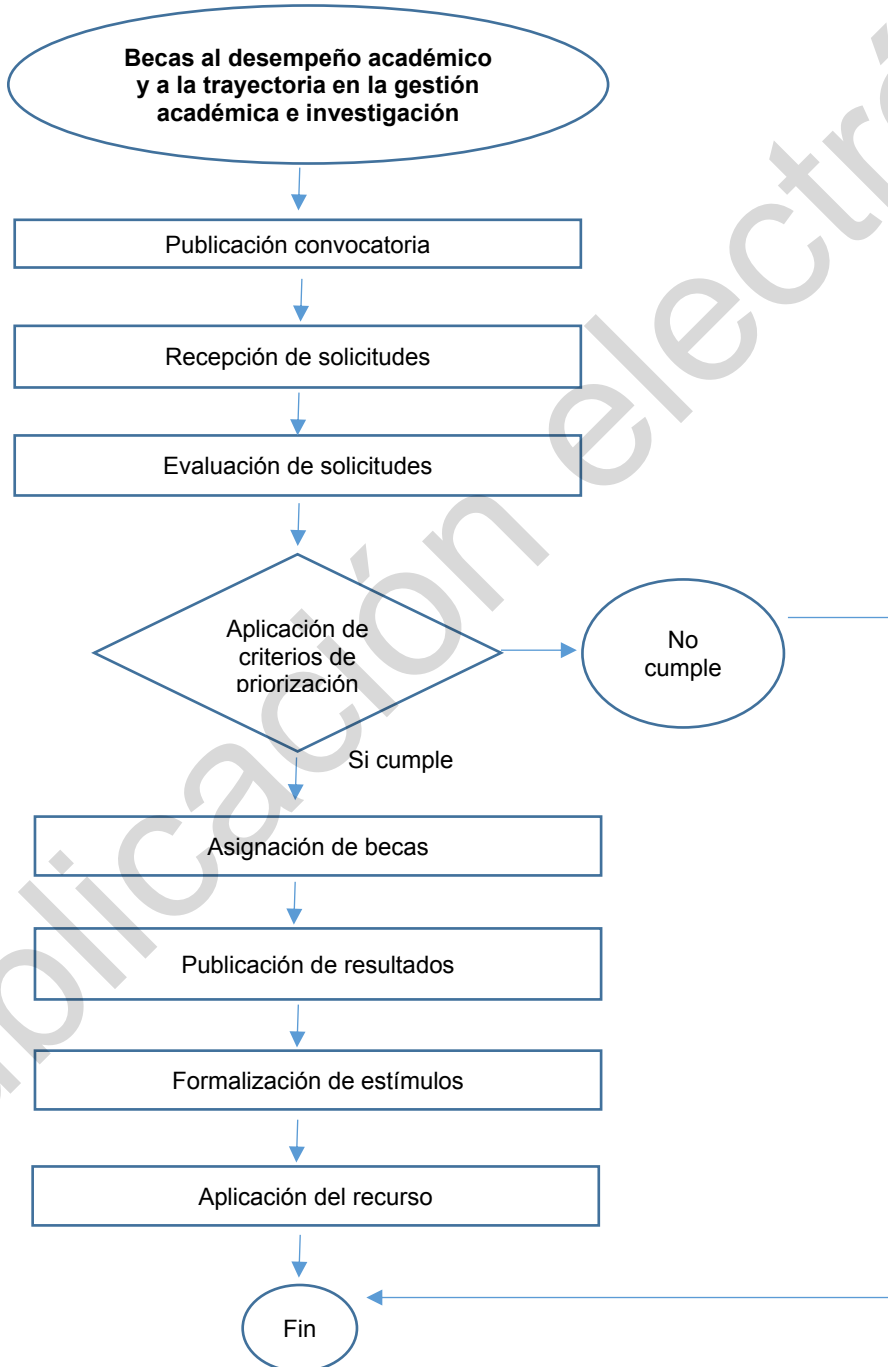 Becas al desempeño académico
y a la trayectoria en la gestión
académica e investigación
Publicación convocatoria
Recepción de solicitudes
Evaluación de solicitudes
Aplicación de
criterios de
priorización
No
cumple
Si cumple
Asignación de becas
Publicación de resultados
Formalización de estímulos
Aplicación del recurso
Fin